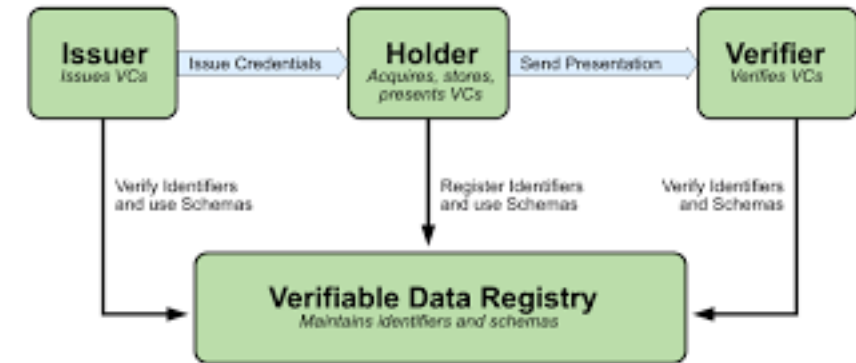 Issuer
Issues VCs
Issue Credentials
Holder
Acquires, stores,
presents VCs
Send Presentation
Verifier
Verifies VCs
Verify Identifiers
and use Schemas
Register Identifiers
and use Schemas
Verify Identifiers
and Schemas
Verifiable Data Registry
Maintains identifiers and schemas